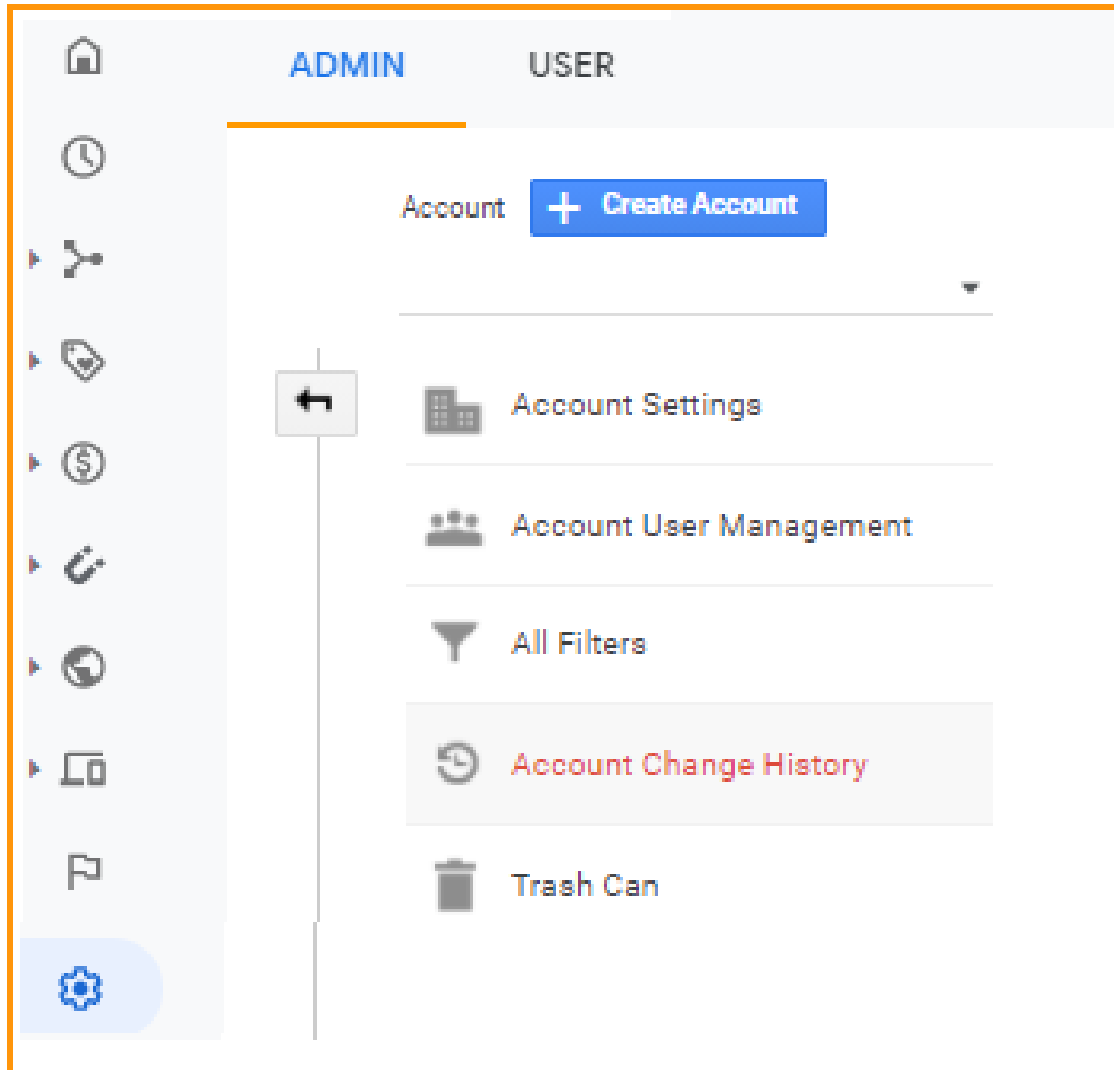 ADMIN USER
Account + Create Account
Account Settings
Account User Management
All Filters
Account Change History
Trash Can